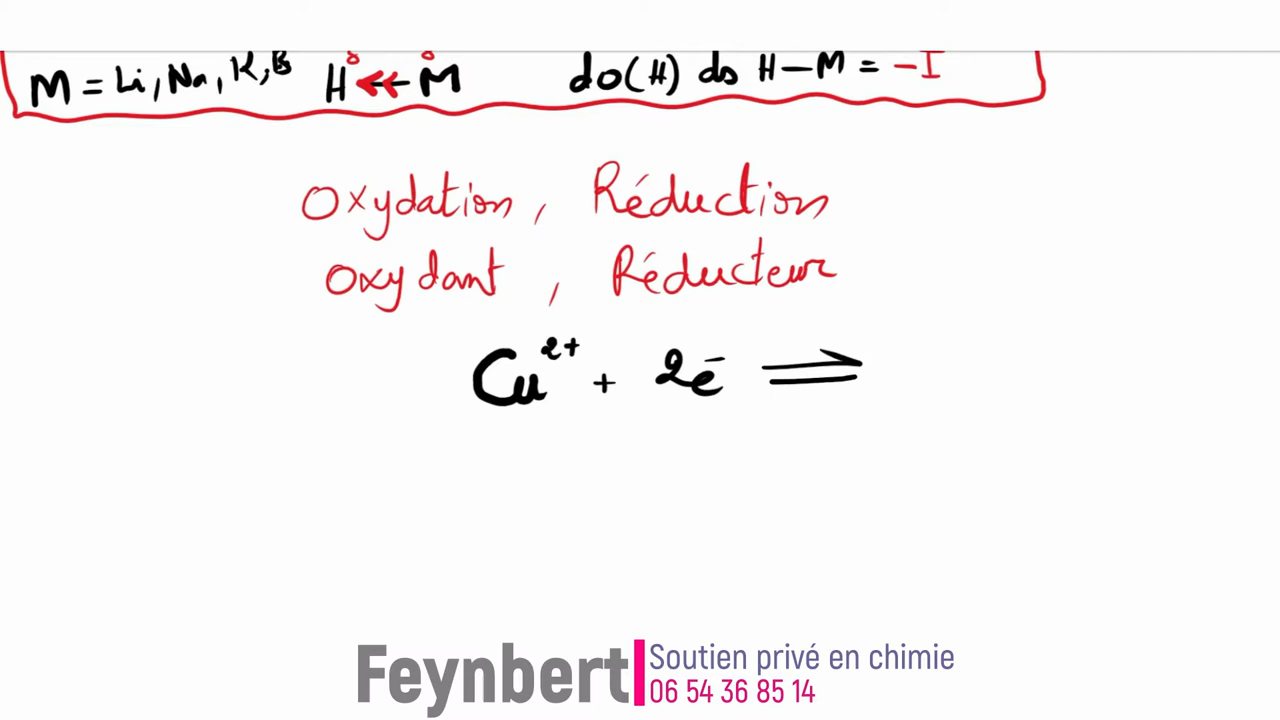 M = Li, Na, K, B H ← M do(H) ds H–M = -I
Oxydation, Réduction
Oxydant, Réducteur
Cu²⁺ + 2é ⇌
Feynbert
Soutien privé en chimie
06 54 36 85 14